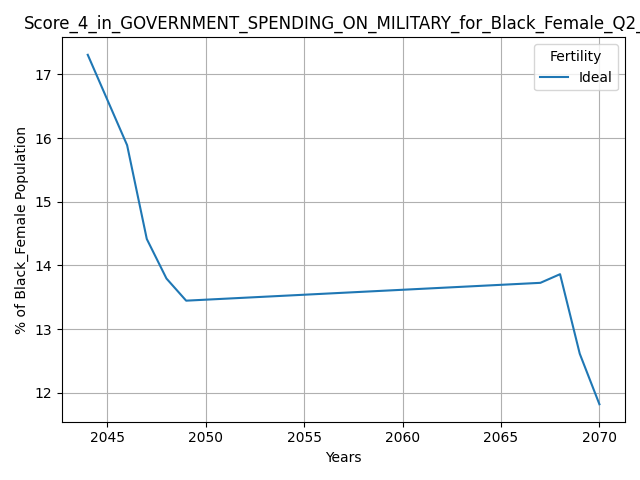 Score_4_in_GOVERNMENT_SPENDING_ON_MILITARY_for_Black_Female_Q2_
Fertility
Ideal
17
16
15
14
13
12
% of Black_Female Population
2045 2050 2055 2060 2065 2070
Years